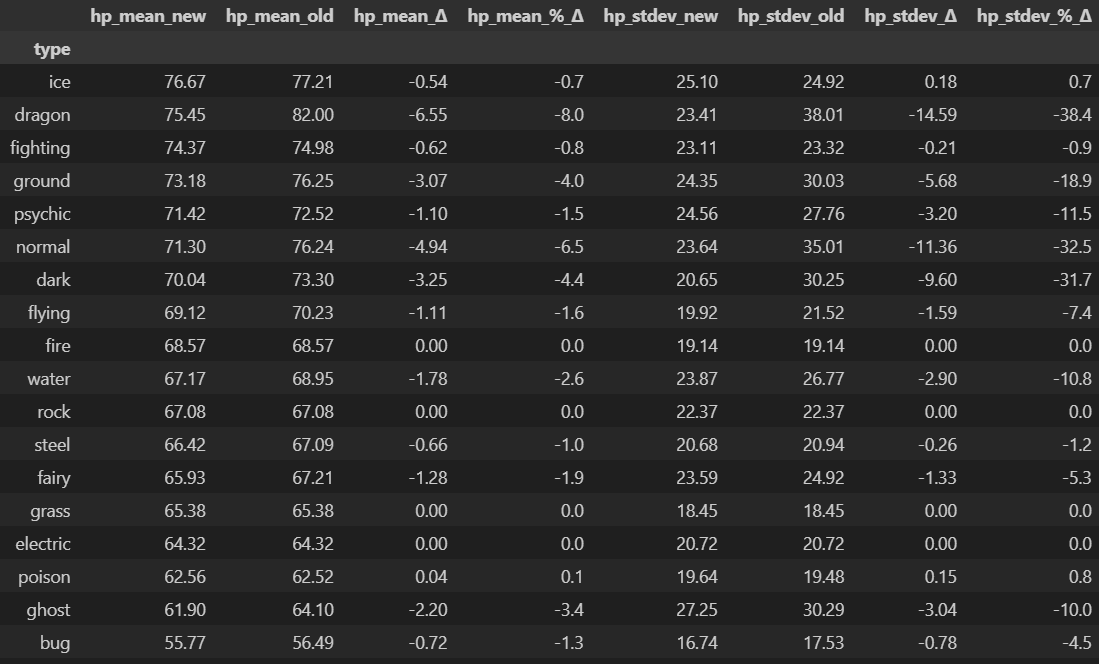 hp_mean_new hp_mean_old hp_mean_Δ hp_mean_%_Δ hp_stdev_new hp_stdev_old hp_stdev_Δ hp_stdev_%_Δ
type
ice 76.67 77.21 -0.54 -0.7 25.10 24.92 0.18 0.7
dragon 75.45 82.00 -6.55 -8.0 23.41 38.01 -14.59 -38.4
fighting 74.37 74.98 -0.62 -0.8 23.11 23.32 -0.21 -0.9
ground 73.18 76.25 -3.07 -4.0 24.35 30.03 -5.68 -18.9
psychic 71.42 72.52 -1.10 -1.5 24.56 27.76 -3.20 -11.5
normal 71.30 76.24 -4.94 -6.5 23.64 35.01 -11.36 -32.5
dark 70.04 73.30 -3.25 -4.4 20.65 30.25 -9.60 -31.7
flying 69.12 70.23 -1.11 -1.6 19.92 21.52 -1.59 -7.4
fire 68.57 68.57 0.00 0.0 19.14 19.14 0.00 0.0
water 67.17 68.95 -1.78 -2.6 23.87 26.77 -2.90 -10.8
rock 67.08 67.08 0.00 0.0 22.37 22.37 0.00 0.0
steel 66.42 67.09 -0.66 -1.0 20.68 20.94 -0.26 -1.2
fairy 65.93 67.21 -1.28 -1.9 23.59 24.92 -1.33 -5.3
grass 65.38 65.38 0.00 0.0 18.45 18.45 0.00 0.0
electric 64.32 64.32 0.00 0.0 20.72 20.72 0.00 0.0
poison 62.56 62.52 0.04 0.1 19.64 19.48 0.15 0.8
ghost 61.90 64.10 -2.20 -3.4 27.25 30.29 -3.04 -10.0
bug 55.77 56.49 -0.72 -1.3 16.74 17.53 -0.78 -4.5